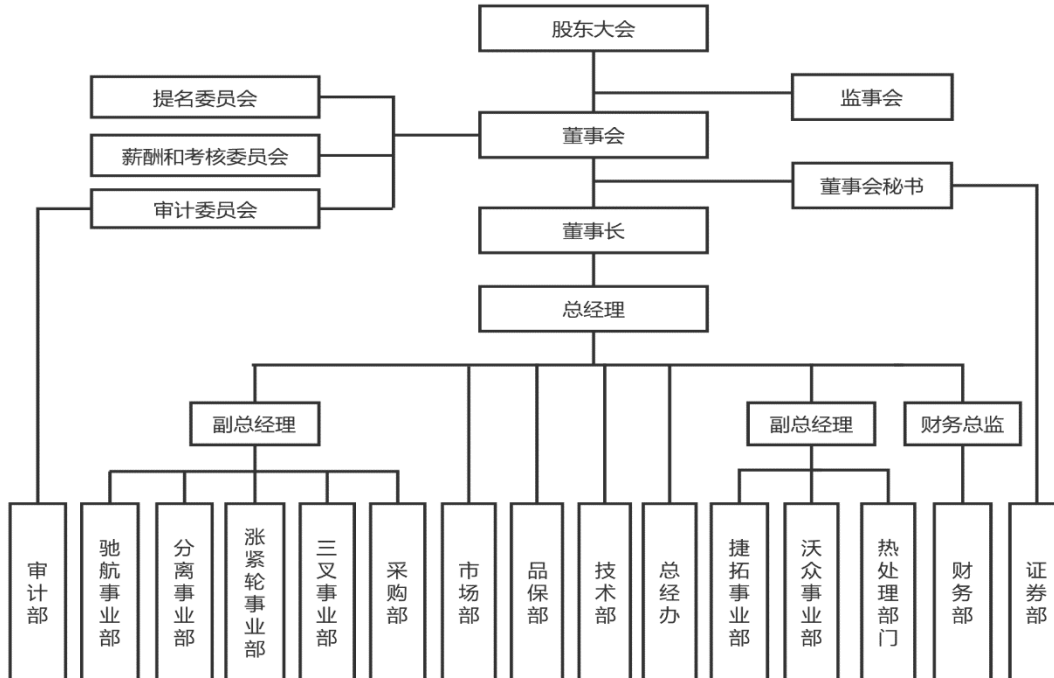 股东大会
提名委员会
监事会
董事会
薪酬和考核委员会
董事会秘书
审计委员会
董事长
总经理
副总经理
副总经理
财务总监
审计部
驰航事业部
分离事业部
涨紧轮事业部
三叉事业部
采购部
市场部
品保部
技术部
总经办
捷拓事业部
沃众事业部
热处理部门
财务部
证券部